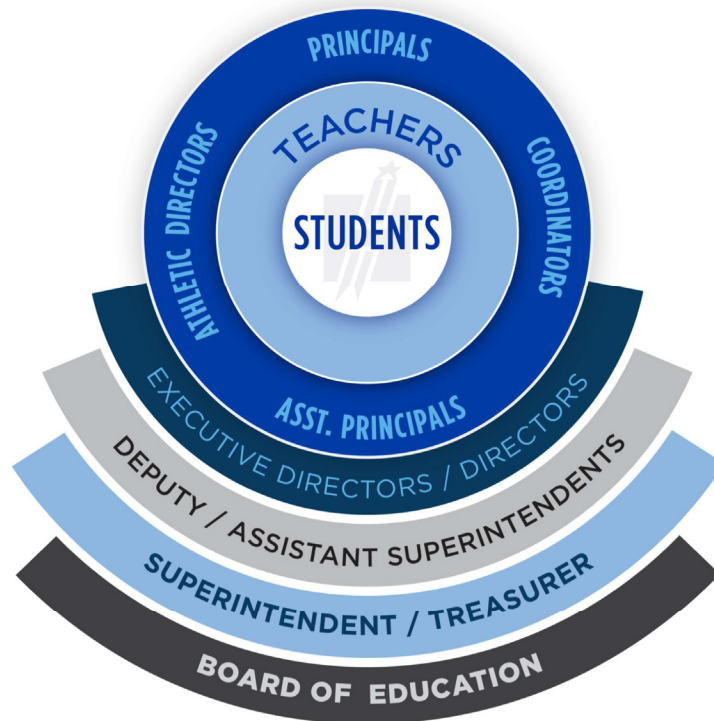 PRINCIPALS
TEACHERS
ATHLETIC DIRECTORS
COORDINATORS
STUDENTS
ASST. PRINCIPALS
EXECUTIVE DIRECTORS / DIRECTORS
DEPUTY / ASSISTANT SUPERINTENDENTS
SUPERINTENDENT / TREASURER
BOARD OF EDUCATION